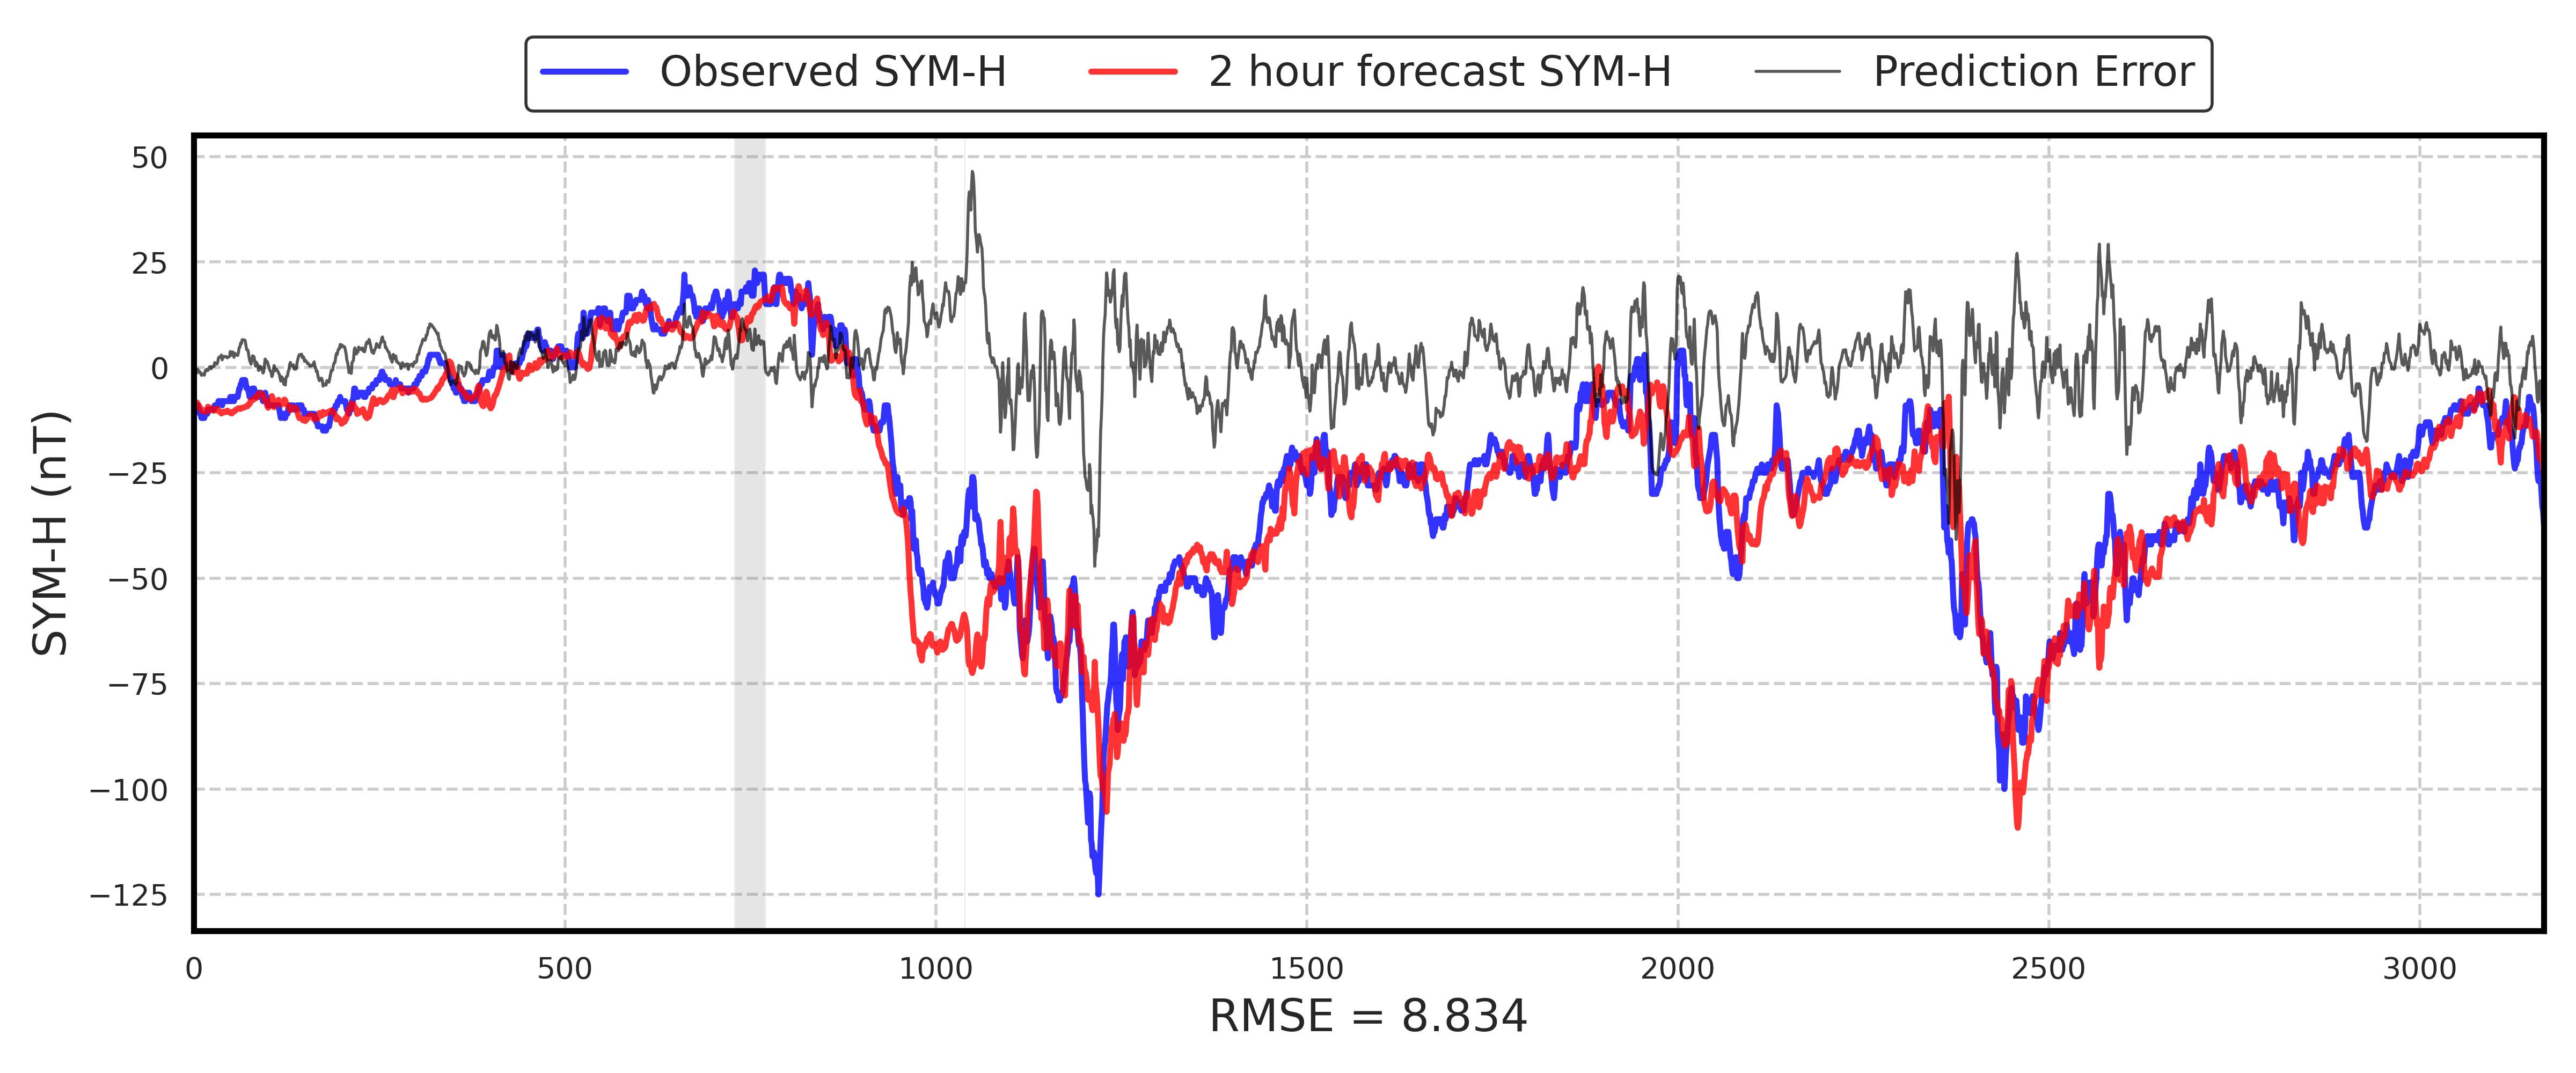 Observed SYM-H 2 hour forecast SYM-H Prediction Error
SYM-H (nT)
50
25
0
−25
−50
−75
−100
−125
0 500 1000 1500 2000 2500 3000
RMSE = 8.834